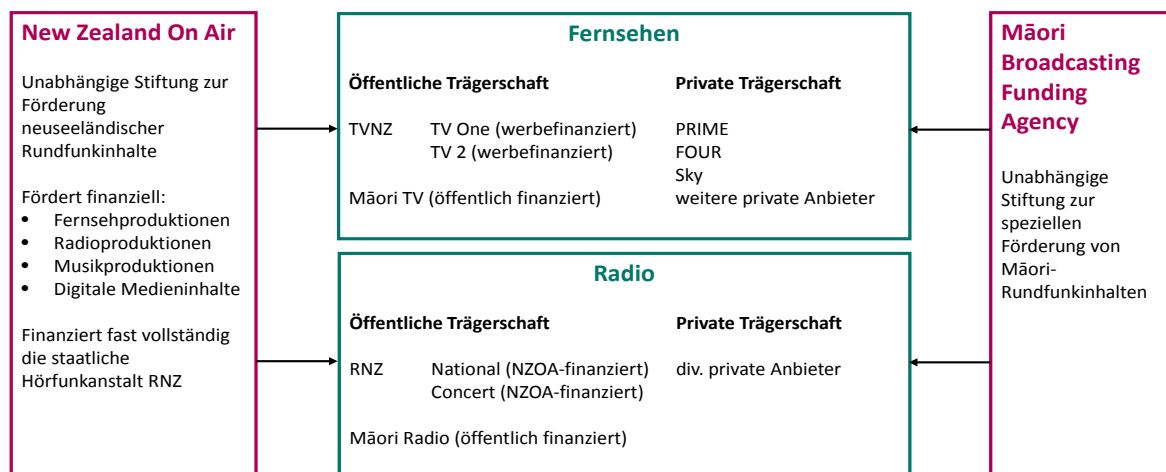 New Zealand On Air
Unabhängige Stiftung zur
Förderung
neuseeländischer
Rundfunkinhalte
Fördert finanziell:
• Fernsehproduktionen
• Radioproduktionen
• Musikproduktionen
• Digitale Medieninhalte
Finanziert fast vollständig
die staatliche
Hörfunkanstalt RNZ
Fernsehen
Öffentliche Trägerschaft Private Trägerschaft
TVNZ TV One (werbefinanziert) PRIME
TV 2 (werbefinanziert) FOUR
Sky
Māori TV (öffentlich finanziert) weitere private Anbieter
Radio
Öffentliche Trägerschaft Private Trägerschaft
RNZ National (NZOA-finanziert) div. private Anbieter
Concert (NZOA-finanziert)
Māori Radio (öffentlich finanziert)
Māori
Broadcasting
Funding
Agency
Unabhängige
Stiftung zur
speziellen
Förderung von
Māori-
Rundfunkinhalten